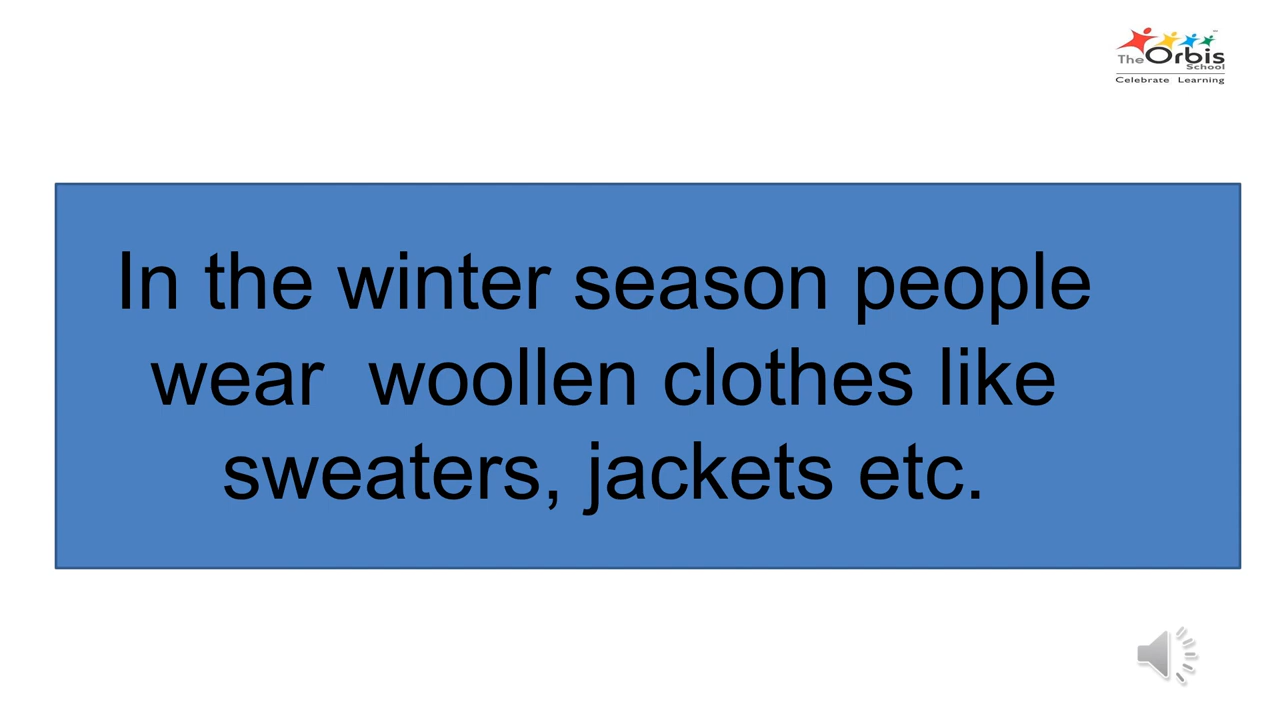 The Orbis
School
Celebrate Learning
In the winter season people
wear  woollen clothes like
sweaters, jackets etc.